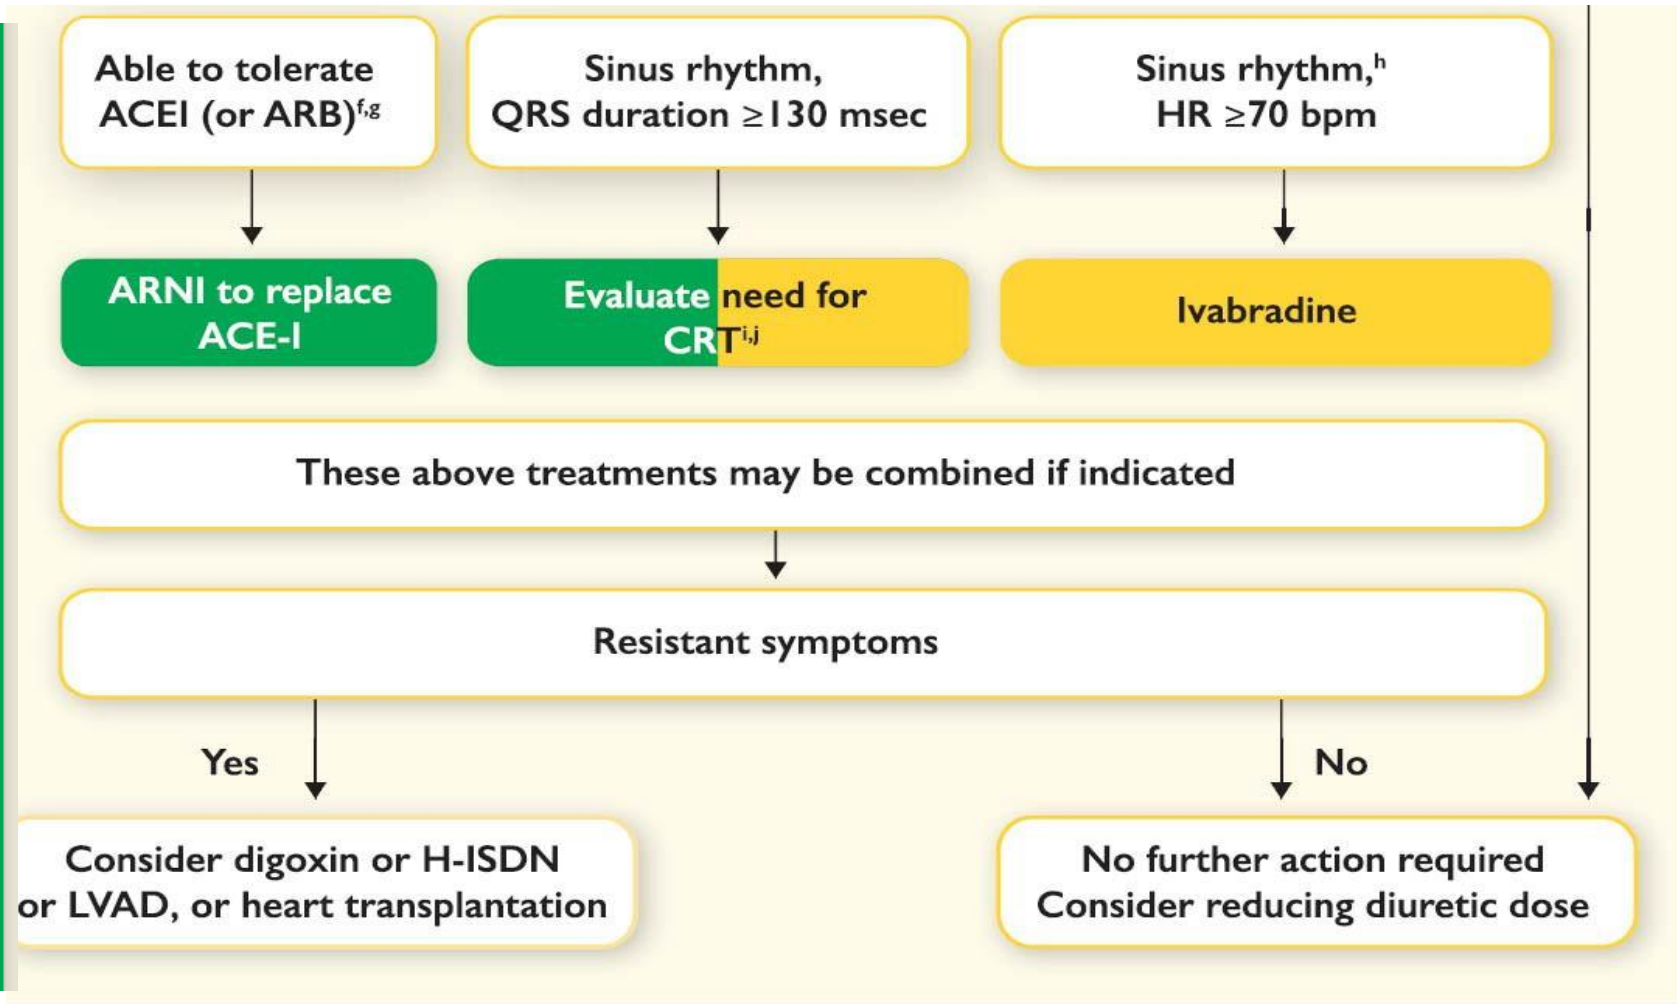 Able to tolerate
ACEI (or ARB)f,g
Sinus rhythm,
QRS duration ≥130 msec
Sinus rhythm,h
HR ≥70 bpm
ARNI to replace
ACE-I
Evaluate need for
CRTi,j
Ivabradine
These above treatments may be combined if indicated
Resistant symptoms
Yes
No
Consider digoxin or H-ISDN
or LVAD, or heart transplantation
No further action required
Consider reducing diuretic dose